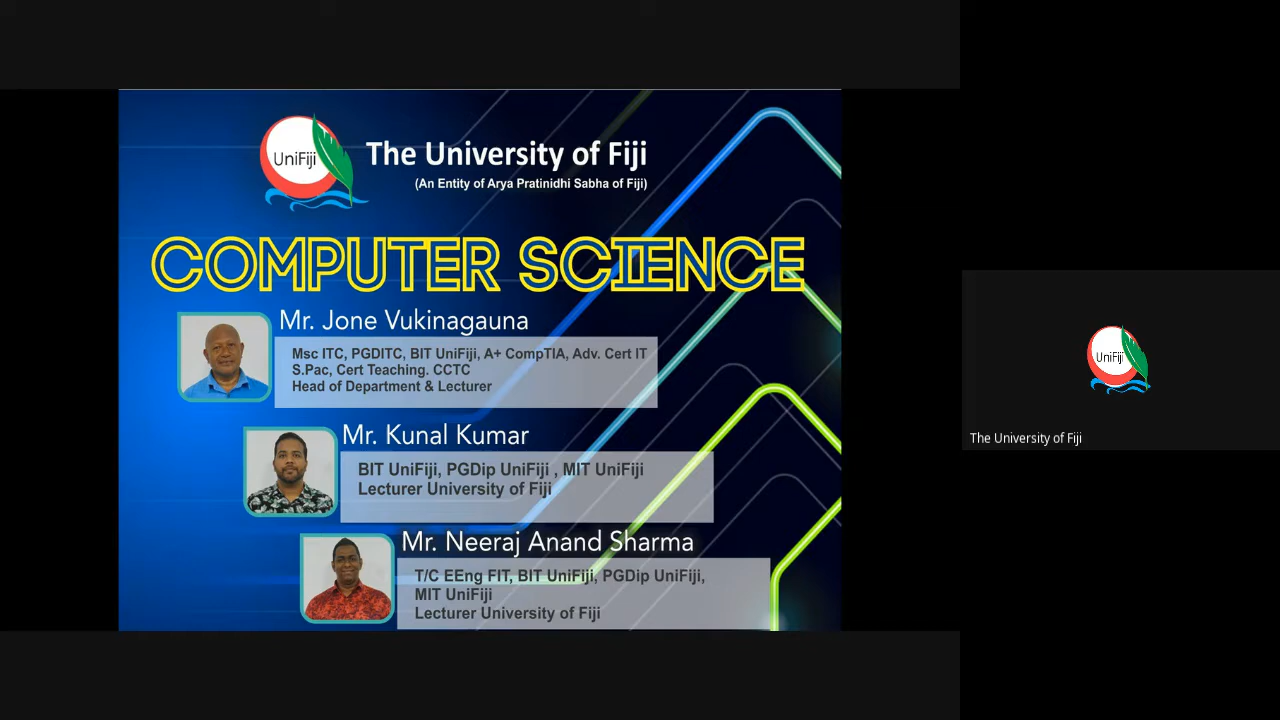 UniFiji
The University of Fiji
(An Entity of Arya Pratinidhi Sabha of Fiji)
COMPUTER SCIENCE
Mr. Jone Vukinagauna
Msc ITC, PGDITC, BIT UniFiji, A+ CompTIA, Adv. Cert IT
S.Pac, Cert Teaching. CCTC
Head of Department & Lecturer
Mr. Kunal Kumar
BIT UniFiji, PGDip UniFiji , MIT UniFiji
Lecturer University of Fiji
Mr. Neeraj Anand Sharma
T/C EEng FIT, BIT UniFiji, PGDip UniFiji,
MIT UniFiji
Lecturer University of Fiji
UniFiji
The University of Fiji